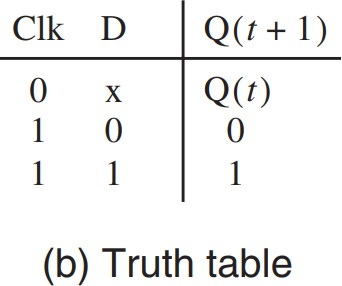 Clk D Q(t + 1)
0 x Q(t)
1 0 0
1 1 1
(b) Truth table